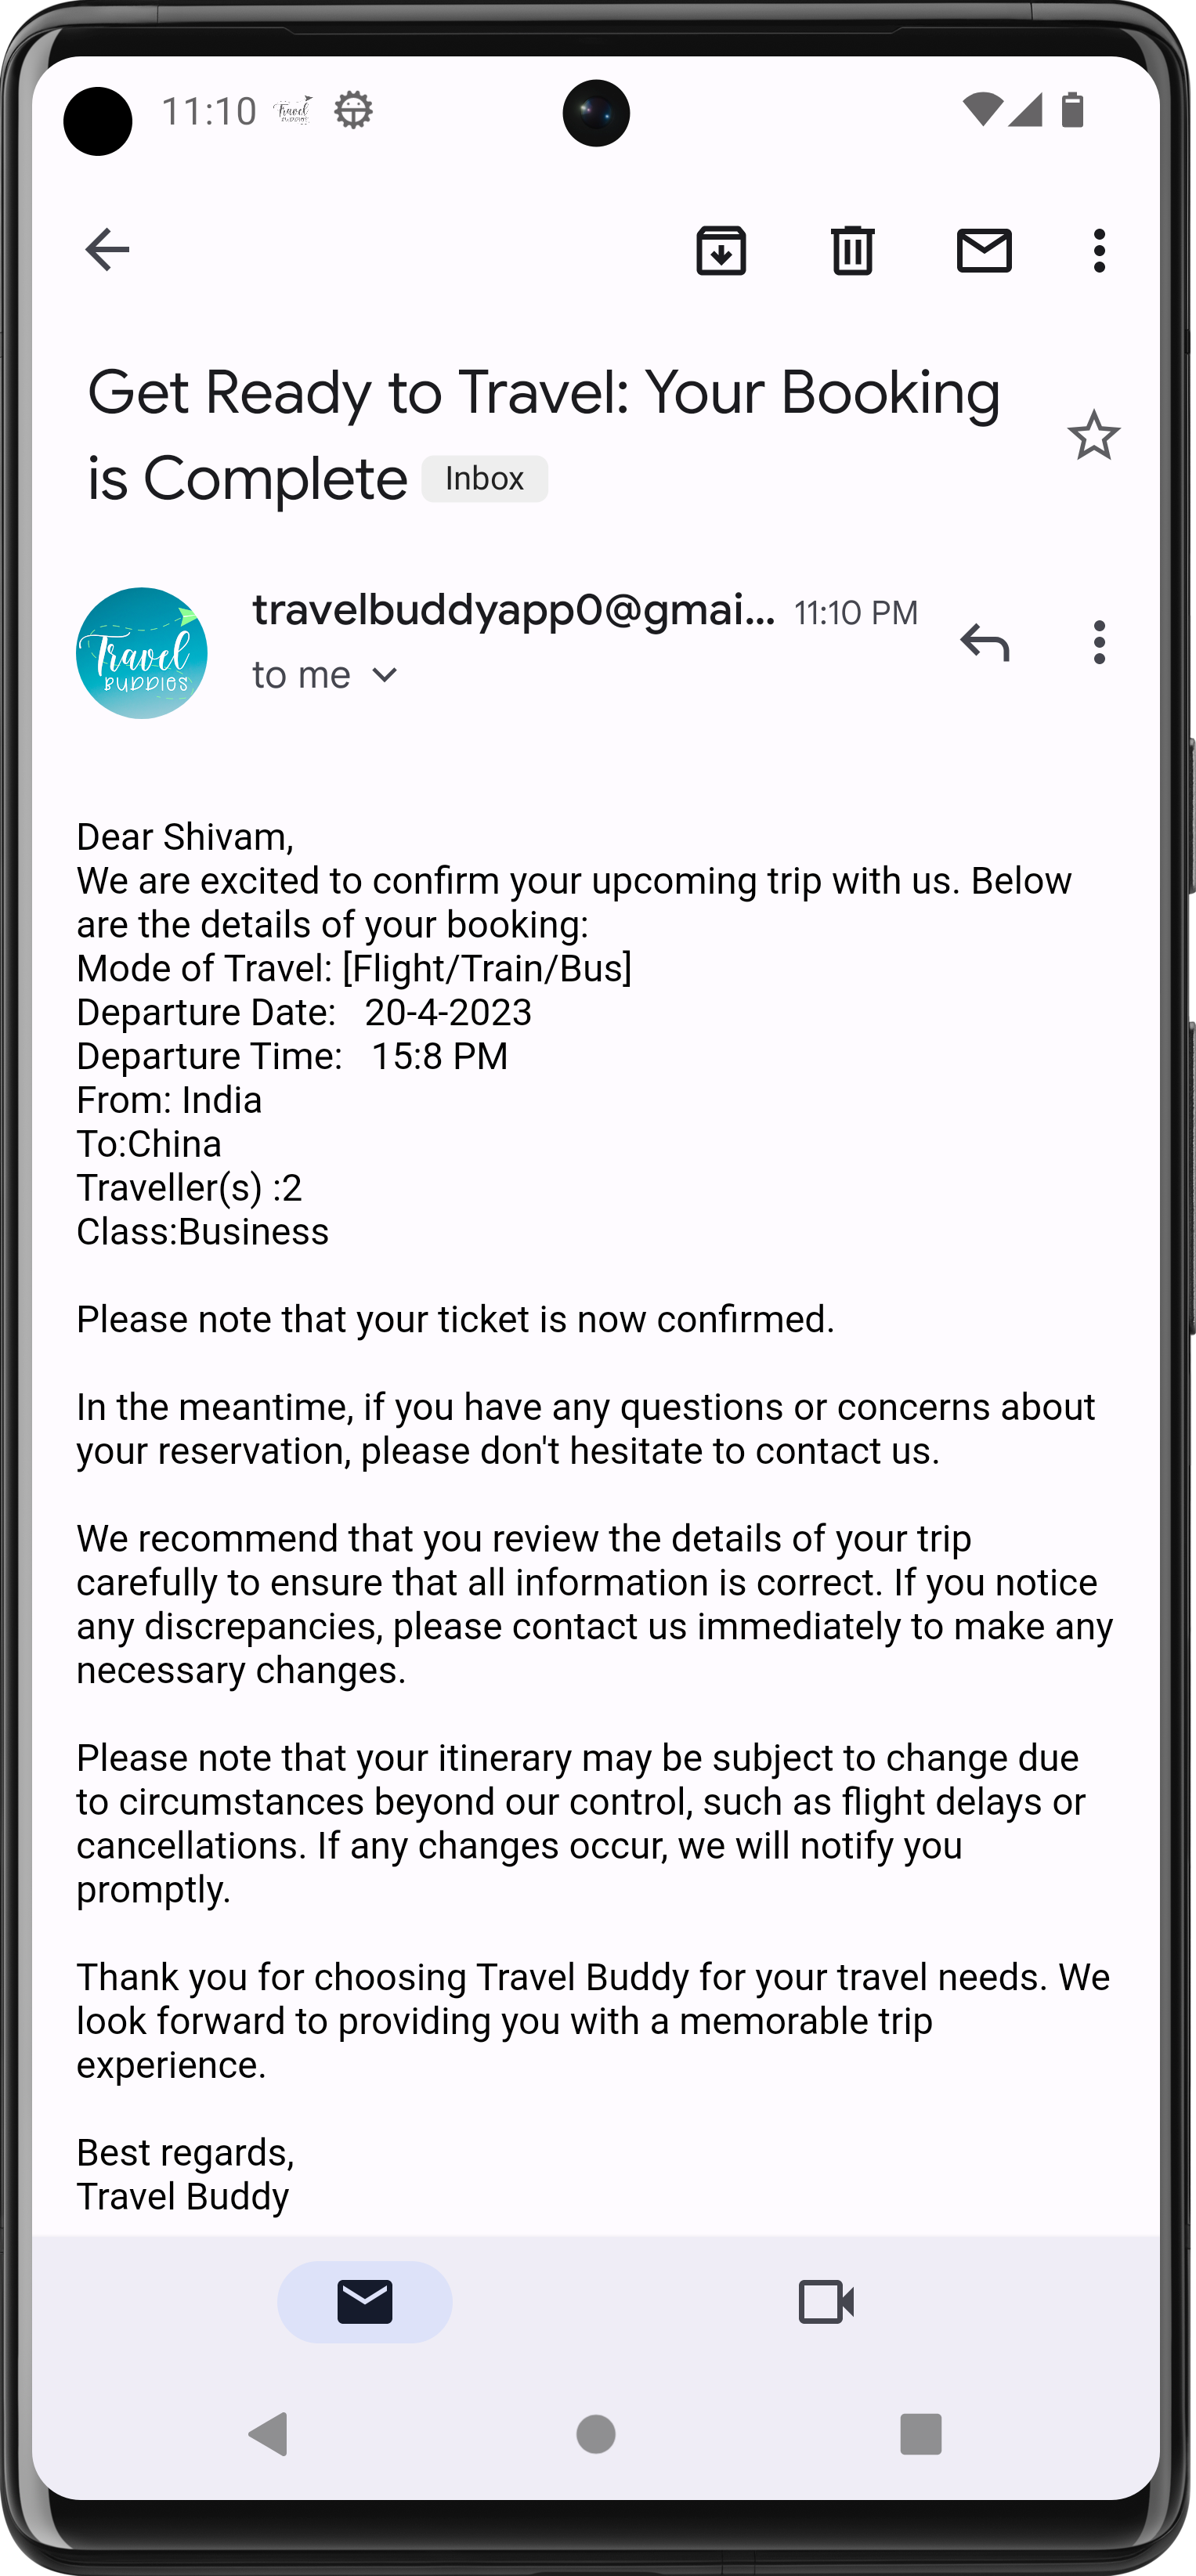 11:10 Travel BUDDIES
Get Ready to Travel: Your Booking
is Complete Inbox
travelbuddyapp0@gmai... 11:10 PM
to me
Travel
BUDDIES
Dear Shivam,
We are excited to confirm your upcoming trip with us. Below
are the details of your booking:
Mode of Travel: [Flight/Train/Bus]
Departure Date:   20-4-2023
Departure Time:   15:8 PM
From: India
To:China
Traveller(s) :2
Class:Business
Please note that your ticket is now confirmed.
In the meantime, if you have any questions or concerns about
your reservation, please don't hesitate to contact us.
We recommend that you review the details of your trip
carefully to ensure that all information is correct. If you notice
any discrepancies, please contact us immediately to make any
necessary changes.
Please note that your itinerary may be subject to change due
to circumstances beyond our control, such as flight delays or
cancellations. If any changes occur, we will notify you
promptly.
Thank you for choosing Travel Buddy for your travel needs. We
look forward to providing you with a memorable trip
experience.
Best regards,
Travel Buddy